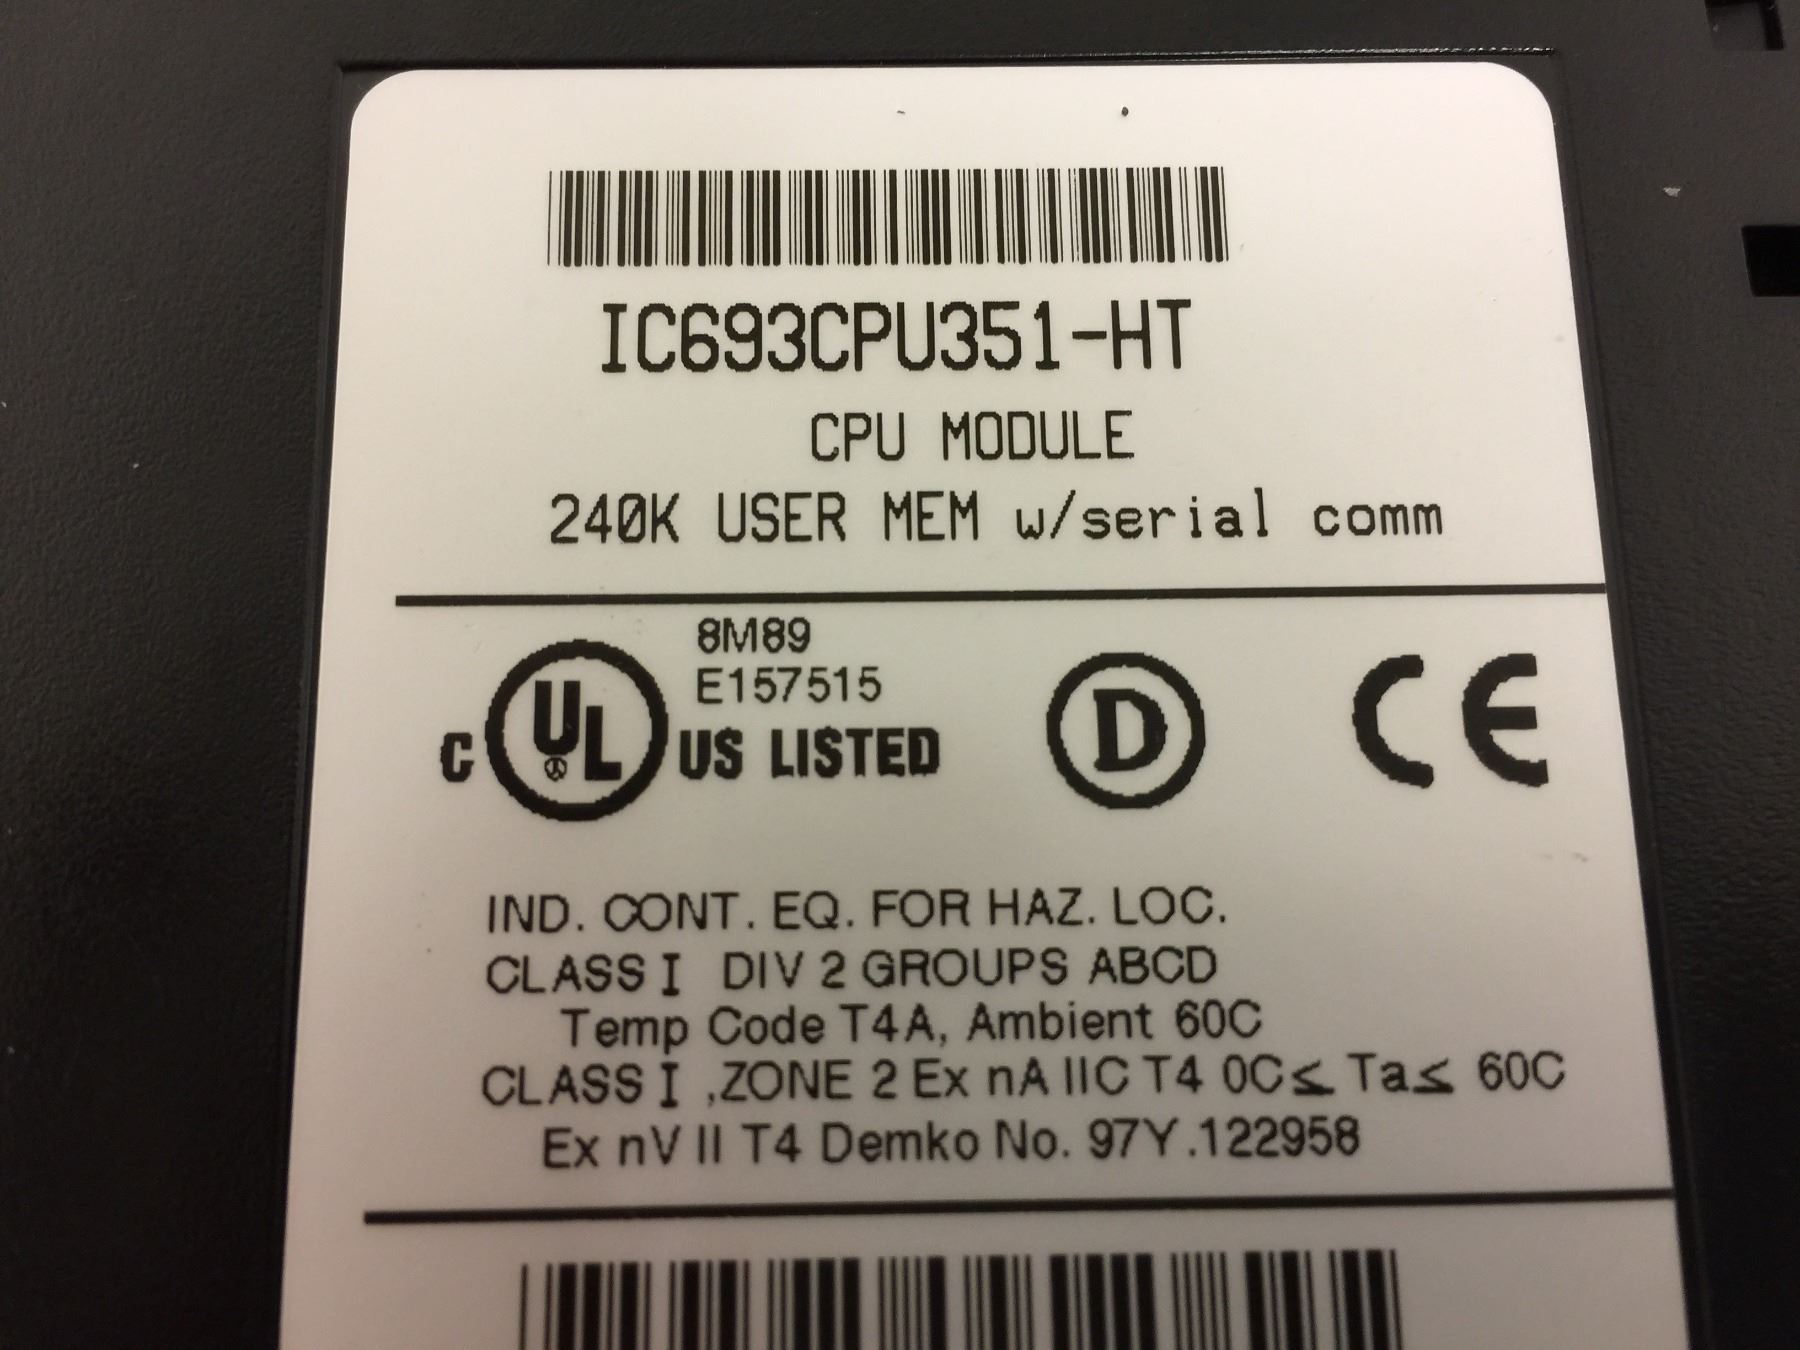 IC693CPU351-HT
CPU MODULE
240K USER MEM w/serial comm
8M89
E157515
C UL US LISTED
D
CE
IND. CONT. EQ. FOR HAZ. LOC.
CLASS I DIV 2 GROUPS ABCD
Temp Code T4A, Ambient 60C
CLASS I ,ZONE 2 Ex nA IIC T4 0C≤ Ta≤ 60C
Ex nV II T4 Demko No. 97Y.122958